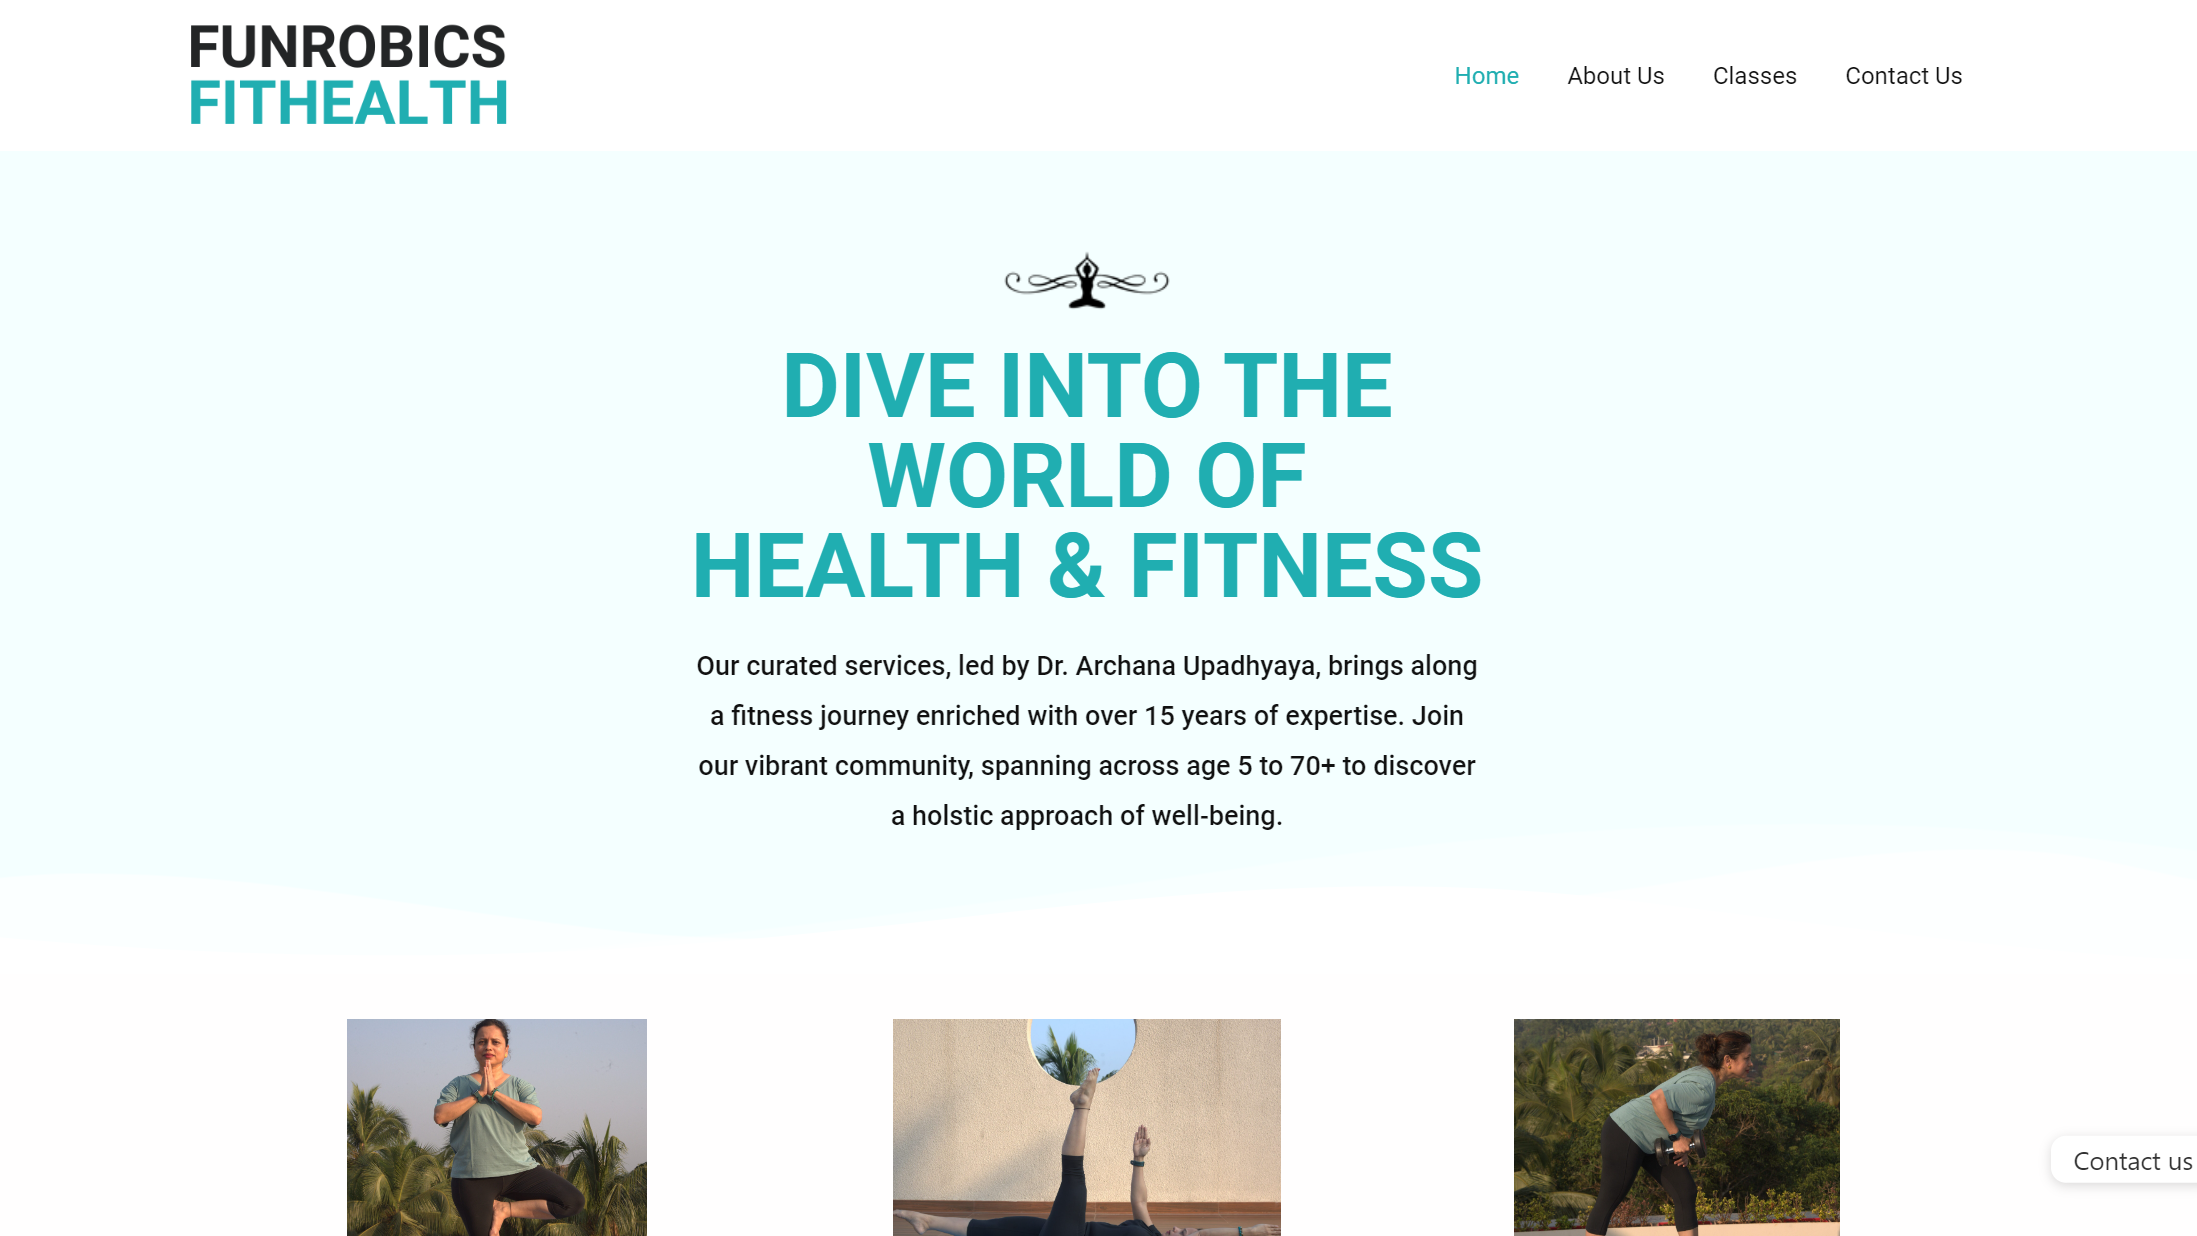 FUNROBICS
FITHEALTH
Home About Us Classes Contact Us
DIVE INTO THE
WORLD OF
HEALTH & FITNESS
Our curated services, led by Dr. Archana Upadhyaya, brings along
a fitness journey enriched with over 15 years of expertise. Join
our vibrant community, spanning across age 5 to 70+ to discover
a holstic approach of well-being.
Contact us